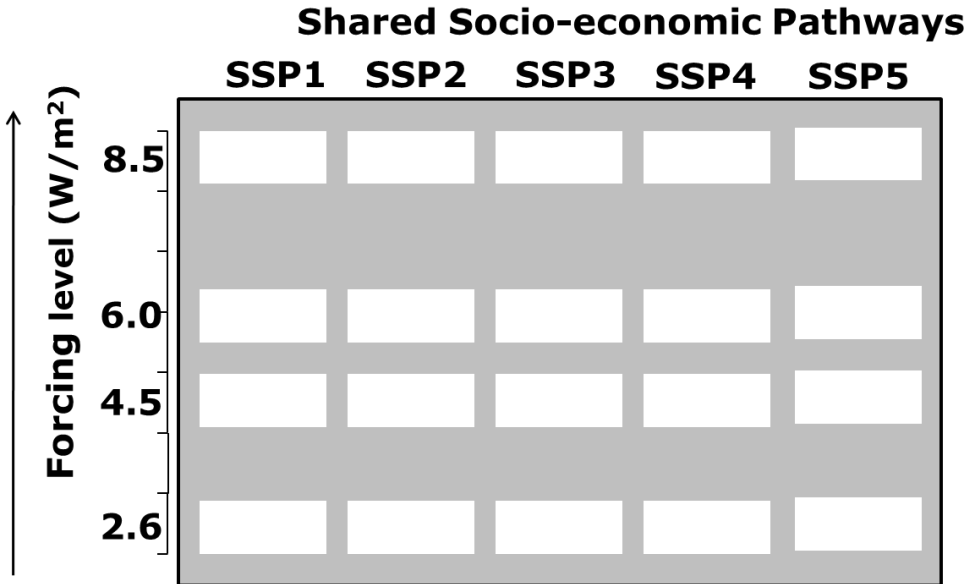 Shared Socio-economic Pathways
SSP1 SSP2 SSP3 SSP4 SSP5
Forcing level (W/m²)
8.5
6.0
4.5
2.6